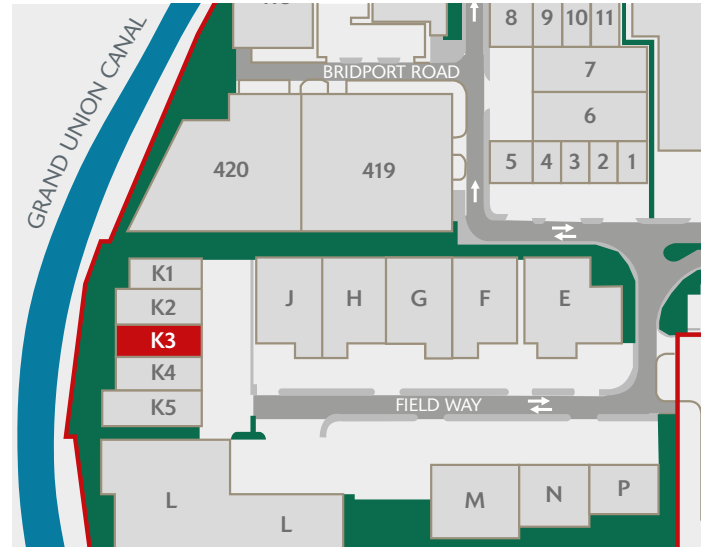 GRAND UNION CANAL
BRIDPORT ROAD
8 9 10 11
7
6
5 4 3 2 1
420 419
K1
K2
K3
K4
K5
J H G F E
FIELD WAY
L
L
M N P